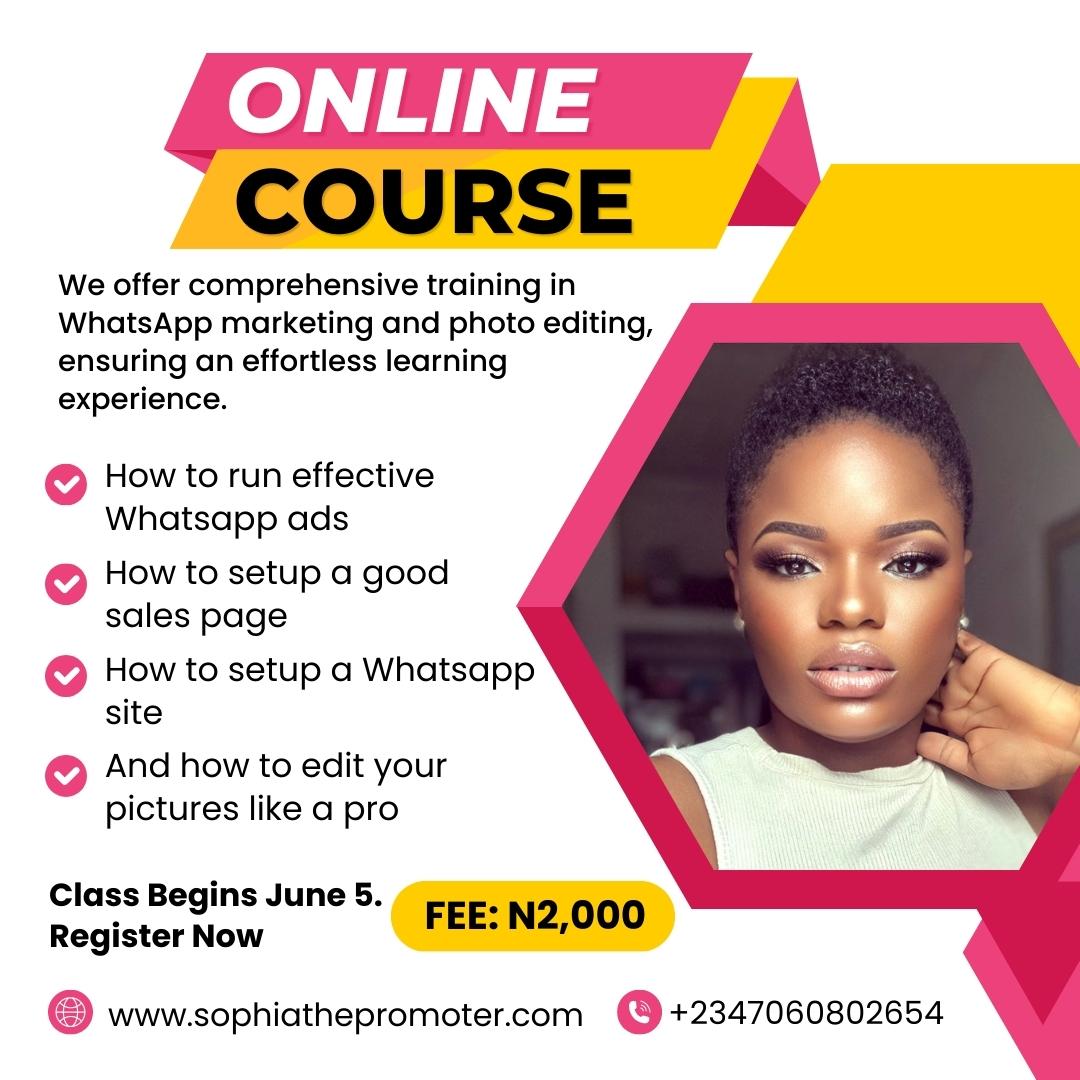 ONLINE
COURSE
We offer comprehensive training in
WhatsApp marketing and photo editing,
ensuring an effortless learning
experience.
How to run effective
Whatsapp ads
How to setup a good
sales page
How to setup a Whatsapp
site
And how to edit your
pictures like a pro
Class Begins June 5.
Register Now
FEE: N2,000
www.sophiathepromoter.com
+2347060802654